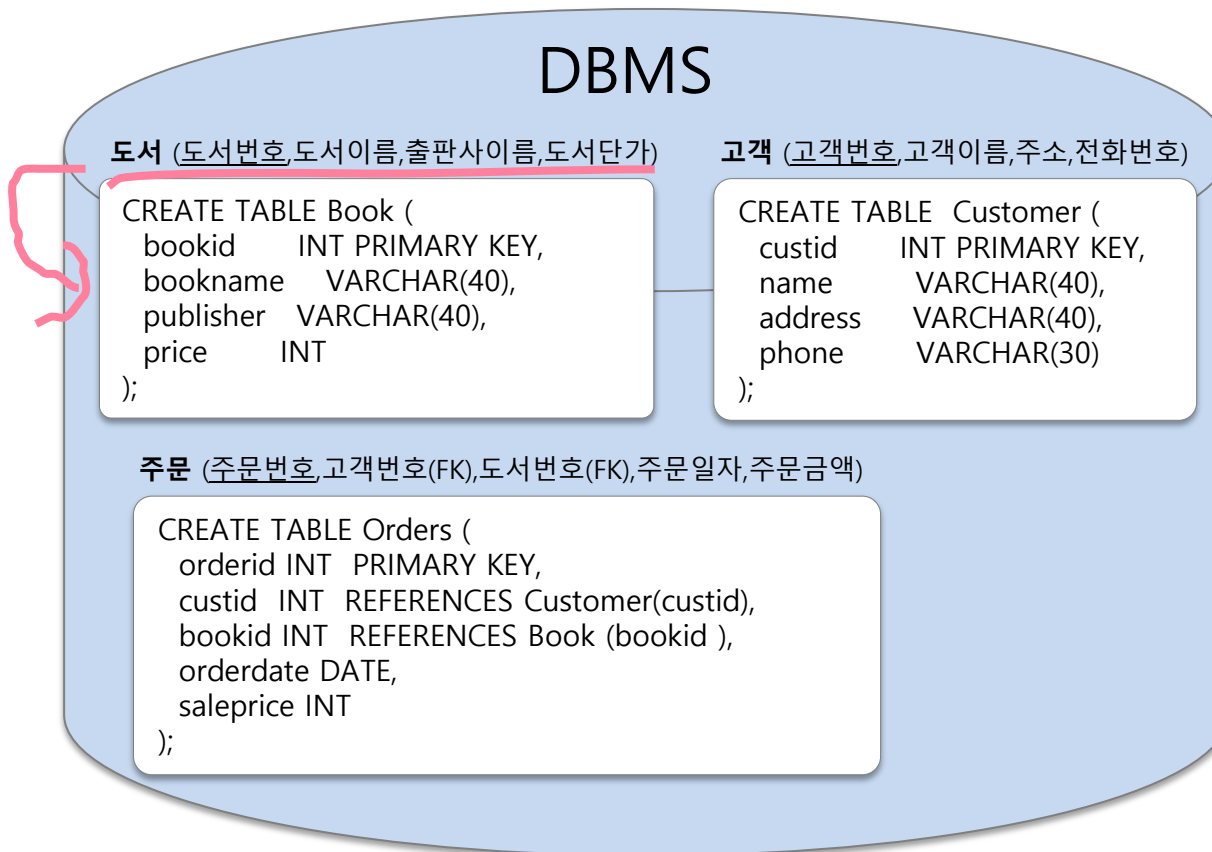 DBMS
도서 (도서번호,도서이름,출판사이름,도서단가)
CREATE TABLE Book (
bookid INT PRIMARY KEY,
bookname VARCHAR(40),
publisher VARCHAR(40),
price INT
);
고객 (고객번호,고객이름,주소,전화번호)
CREATE TABLE Customer (
custid INT PRIMARY KEY,
name VARCHAR(40),
address VARCHAR(40),
phone VARCHAR(30)
);
주문 (주문번호,고객번호(FK),도서번호(FK),주문일자,주문금액)
CREATE TABLE Orders (
orderid INT PRIMARY KEY,
custid INT REFERENCES Customer(custid),
bookid INT REFERENCES Book (bookid ),
orderdate DATE,
saleprice INT
);